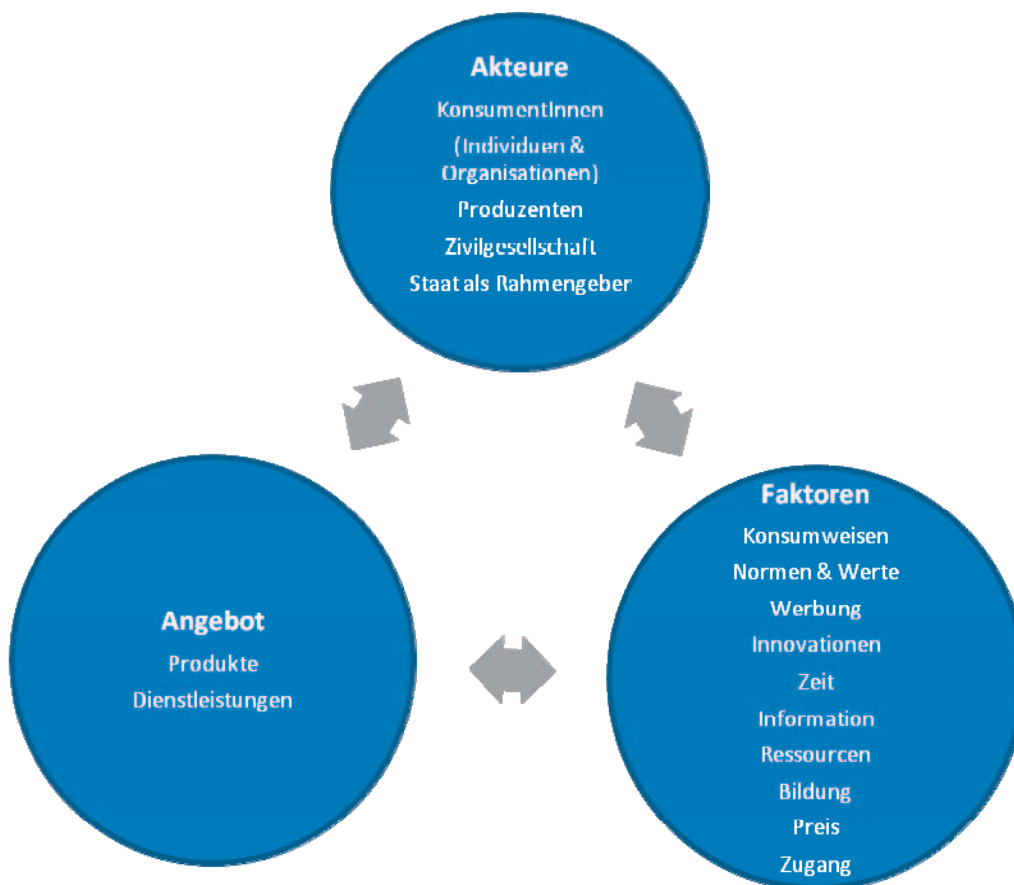 Akteure
KonsumentInnen
(Individuen &
Organisationen)
Produzenten
Zivilgesellschaft
Staat als Rahmengeber
Angebot
Produkte
Dienstleistungen
Faktoren
Konsumweisen
Normen & Werte
Werbung
Innovationen
Zeit
Information
Ressourcen
Bildung
Preis
Zugang